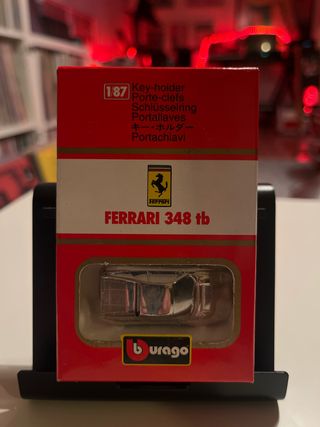 1:87
Key-holder
Porte-clefs
Schlüsselring
Portallaves
キー・ホルダー
Portachiavi
Ferrari
FERRARI 348 tb
burago